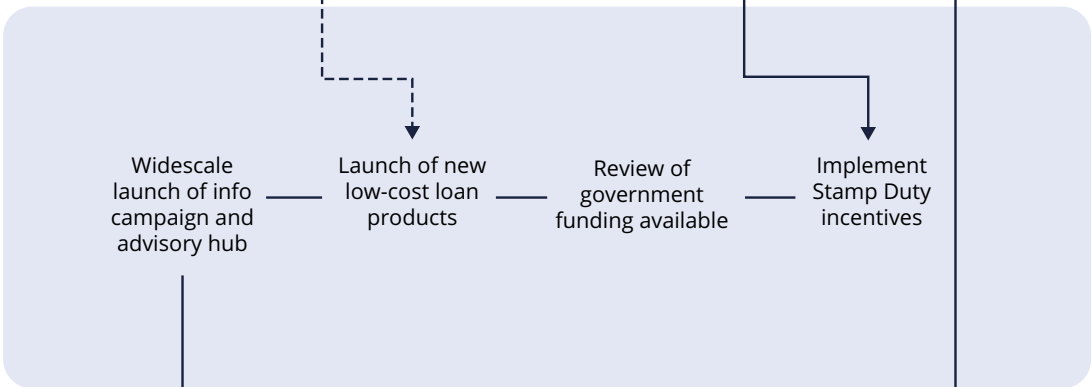 Widescale
launch of info
campaign and
advisory hub
Launch of new
low-cost loan
products
Review of
government
funding available
Implement
Stamp Duty
incentives